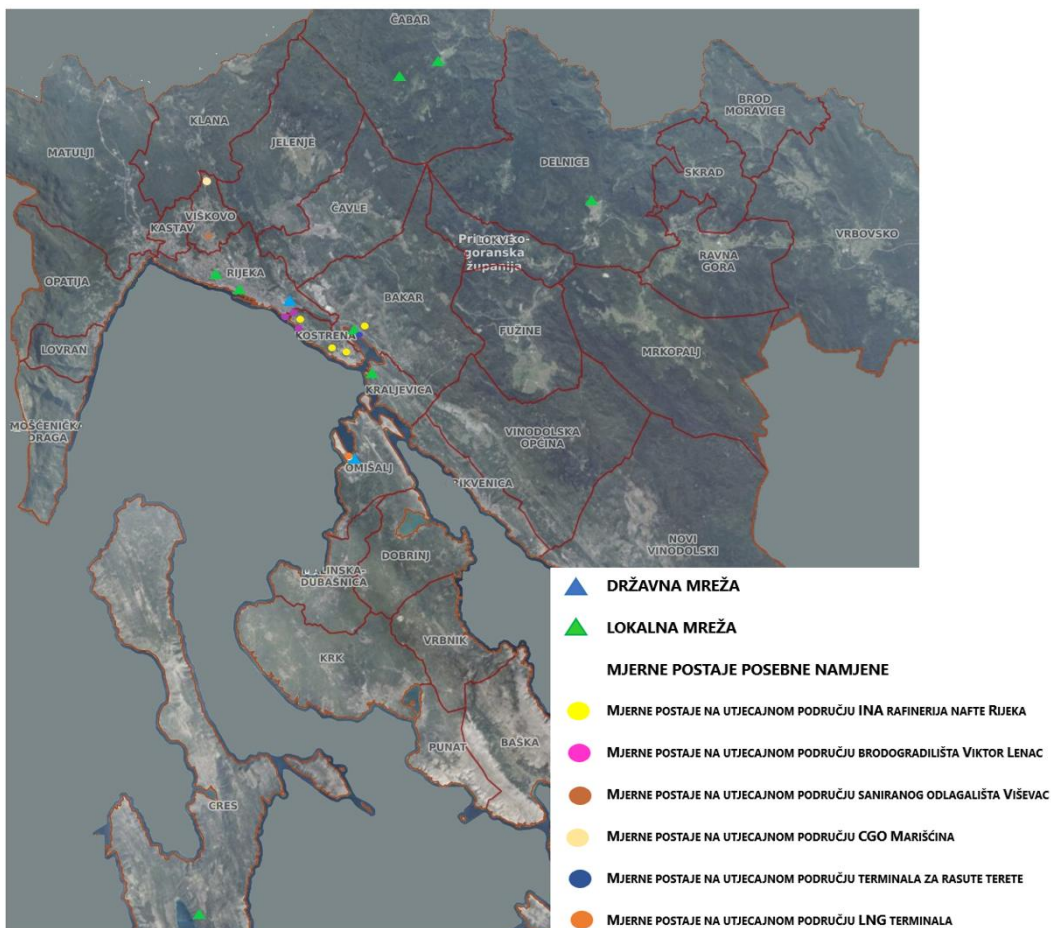 ČABAR
BROD
MORAVICE
KLANA
JELENJE
MATULJI
DELNICE
SKRAD
VIŠKOVO
ČAVLE
KASTAV
VRBOVSKO
LOKVE
goranska
županija
RAVNA
GORA
RIJEKA
OPATIJA
BAKAR
FUŽINE
KOSTRENA
LOVRAN
MRKOPALJ
KRALJEVICA
MOŠĆENIČKA
DRAGA
VINODOLSKA
OPĆINA
OMIŠALJ
RIKVENICA
NOVI
VINODOLSKI
DOBRINJ
DUBAŠNICA
VRBNIK
KRK
PUNAT
BAŠKA
CRES
DRŽAVNA MREŽA
LOKALNA MREŽA
MJERNE POSTAJE POSEBNE NAMJENE
MJERNE POSTAJE NA UTJECAJNOM PODRUČJU INA RAFINERIJA NAFTE RIJEKA
MJERNE POSTAJE NA UTJECAJNOM PODRUČJU BRODOGRADILIŠTA VIKTOR LENAC
MJERNE POSTAJE NA UTJECAJNOM PODRUČJU SANIRANOG ODLAGALIŠTA VIŠEVAC
MJERNE POSTAJE NA UTJECAJNOM PODRUČJU CGO MARIŠĆINA
MJERNE POSTAJE NA UTJECAJNOM PODRUČJU TERMINALA ZA RASUTE TERETE
MJERNE POSTAJE NA UTJECAJNOM PODRUČJU LNG TERMINALA